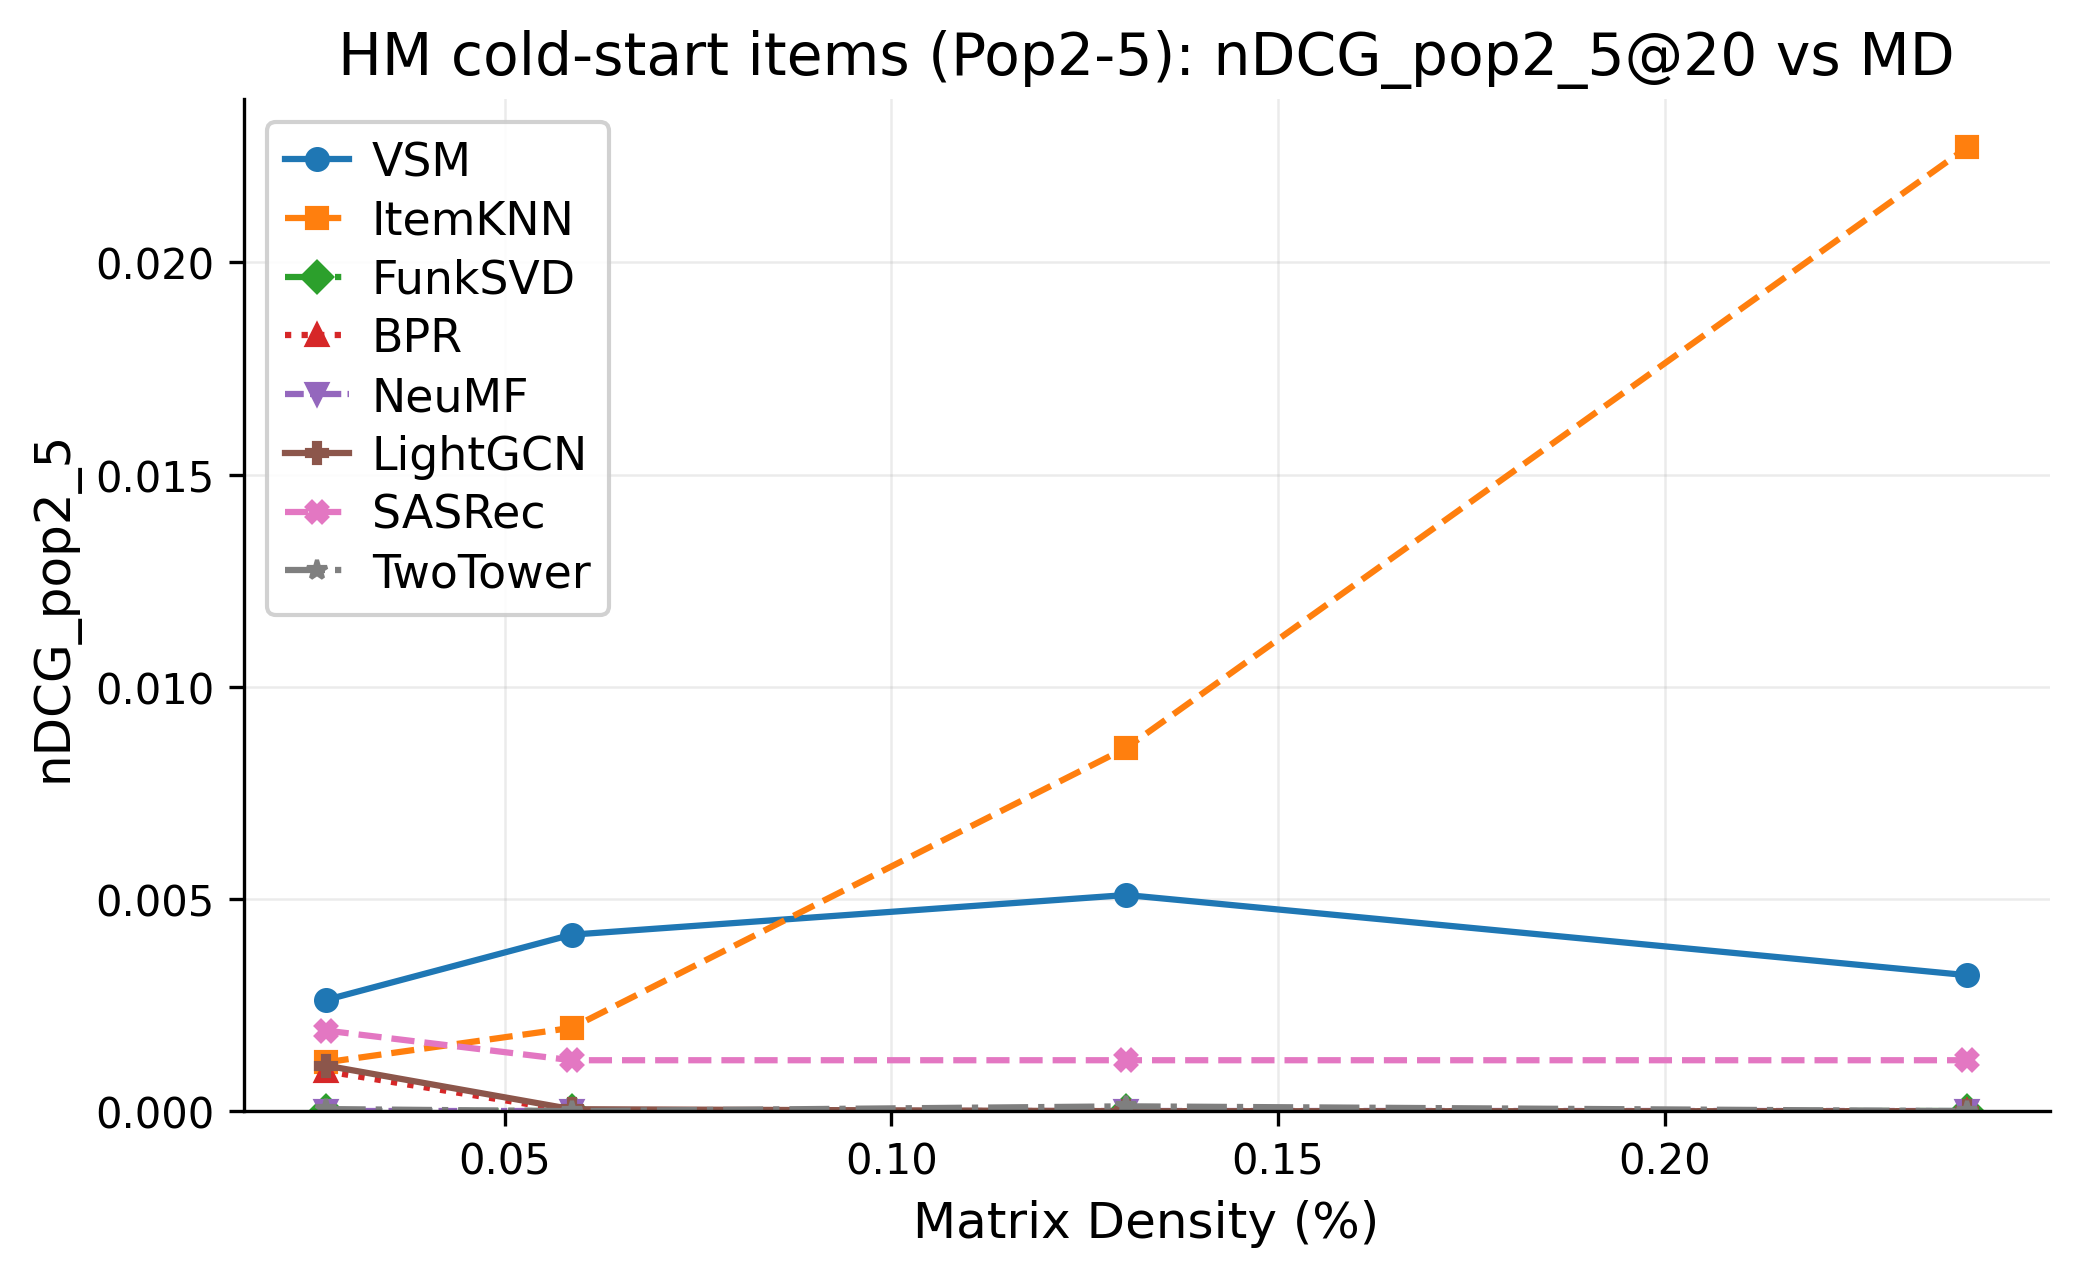 HM cold-start items (Pop2-5): nDCG_pop2_5@20 vs MD
VSM
ItemKNN
FunkSVD
BPR
NeuMF
LightGCN
SASRec
TwoTower
nDCG_pop2_5
0.020
0.015
0.010
0.005
0.000
0.05
0.10
0.15
0.20
Matrix Density (%)